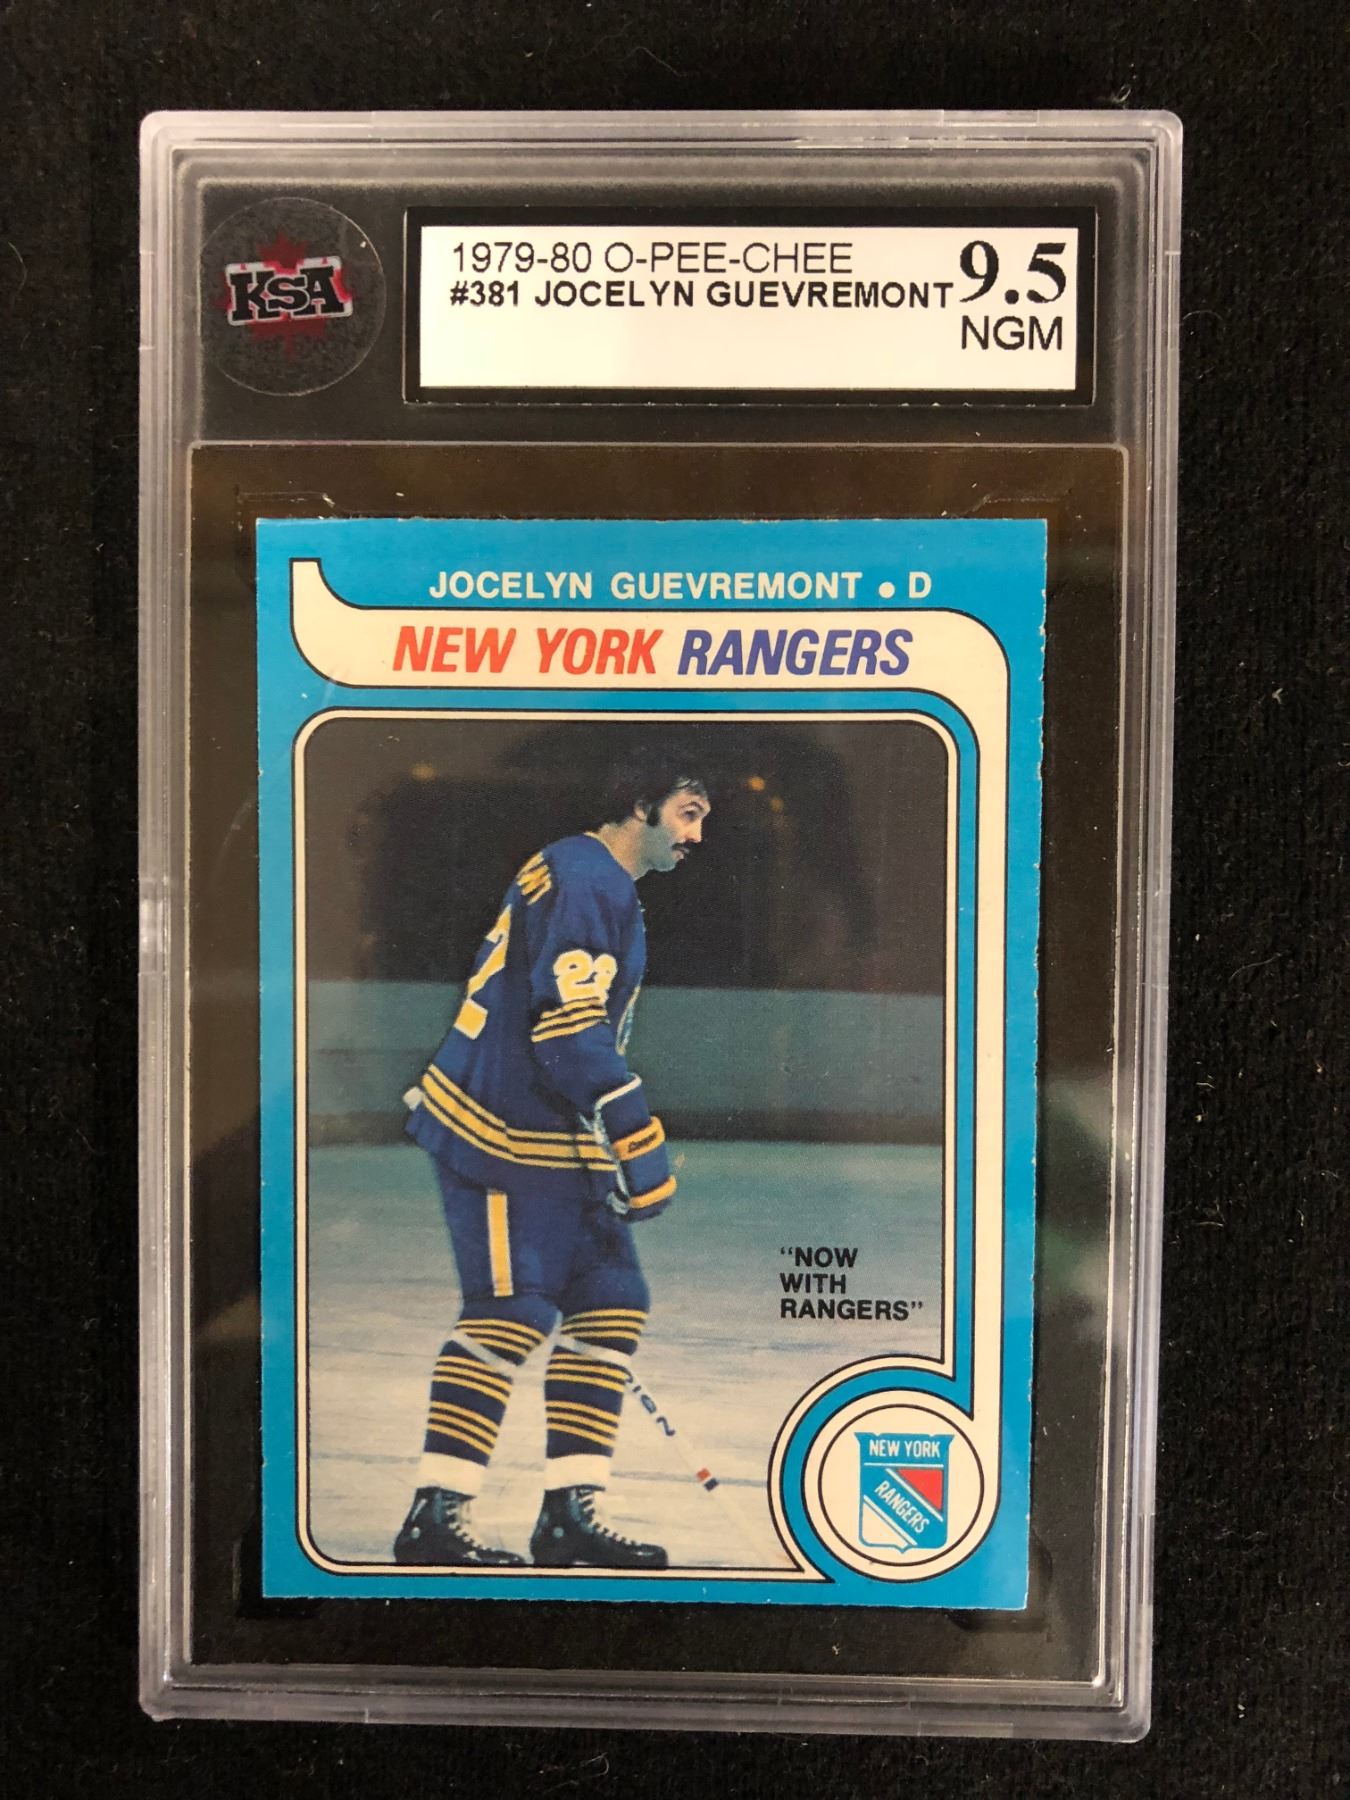 KSA
1979-80 O-PEE-CHEE
#381 JOCELYN GUEVREMONT
9.5
NGM
JOCELYN GUEVREMONT • D
NEW YORK RANGERS
22
2
"NOW
WITH
RANGERS"
NEW YORK
RANGERS